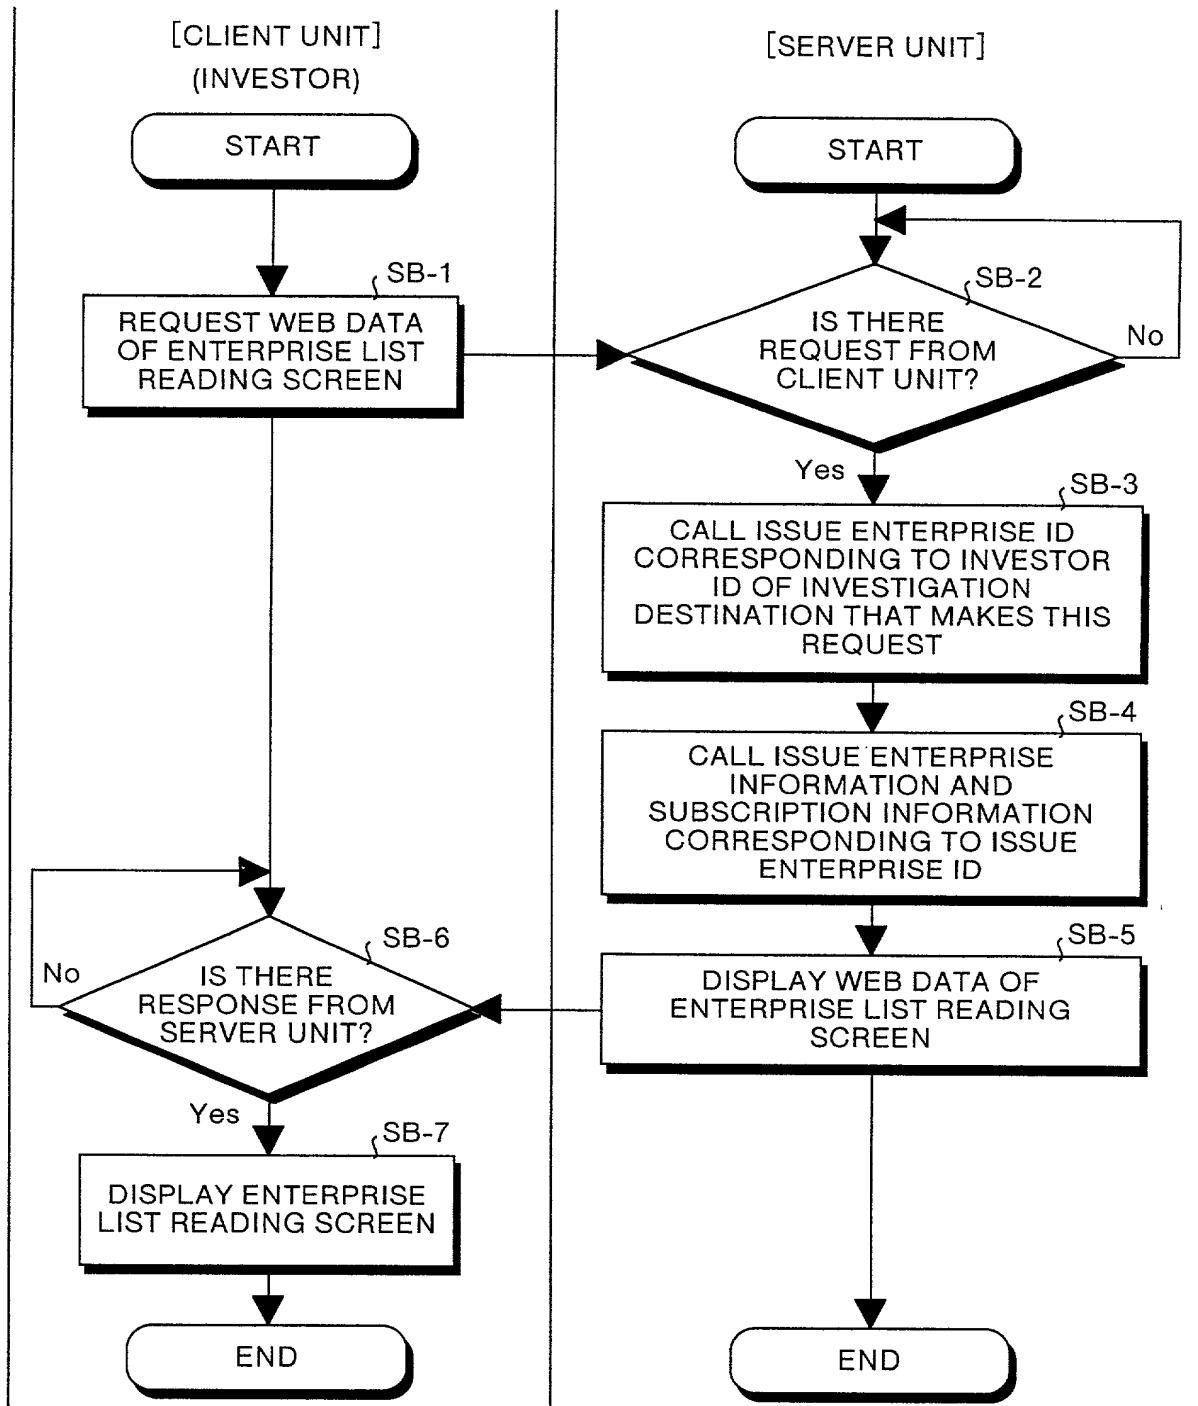 [CLIENT UNIT]
(INVESTOR)
START
SB-1
REQUEST WEB DATA
OF ENTERPRISE LIST
READING SCREEN
SB-6
No
IS THERE
RESPONSE FROM
SERVER UNIT?
Yes
SB-7
DISPLAY ENTERPRISE
LIST READING SCREEN
END
[SERVER UNIT]
START
SB-2
IS THERE
REQUEST FROM
CLIENT UNIT?
No
Yes
SB-3
CALL ISSUE ENTERPRISE ID
CORRESPONDING TO INVESTOR
ID OF INVESTIGATION
DESTINATION THAT MAKES THIS
REQUEST
SB-4
CALL ISSUE ENTERPRISE
INFORMATION AND
SUBSCRIPTION INFORMATION
CORRESPONDING TO ISSUE
ENTERPRISE ID
SB-5
DISPLAY WEB DATA OF
ENTERPRISE LIST READING
SCREEN
END